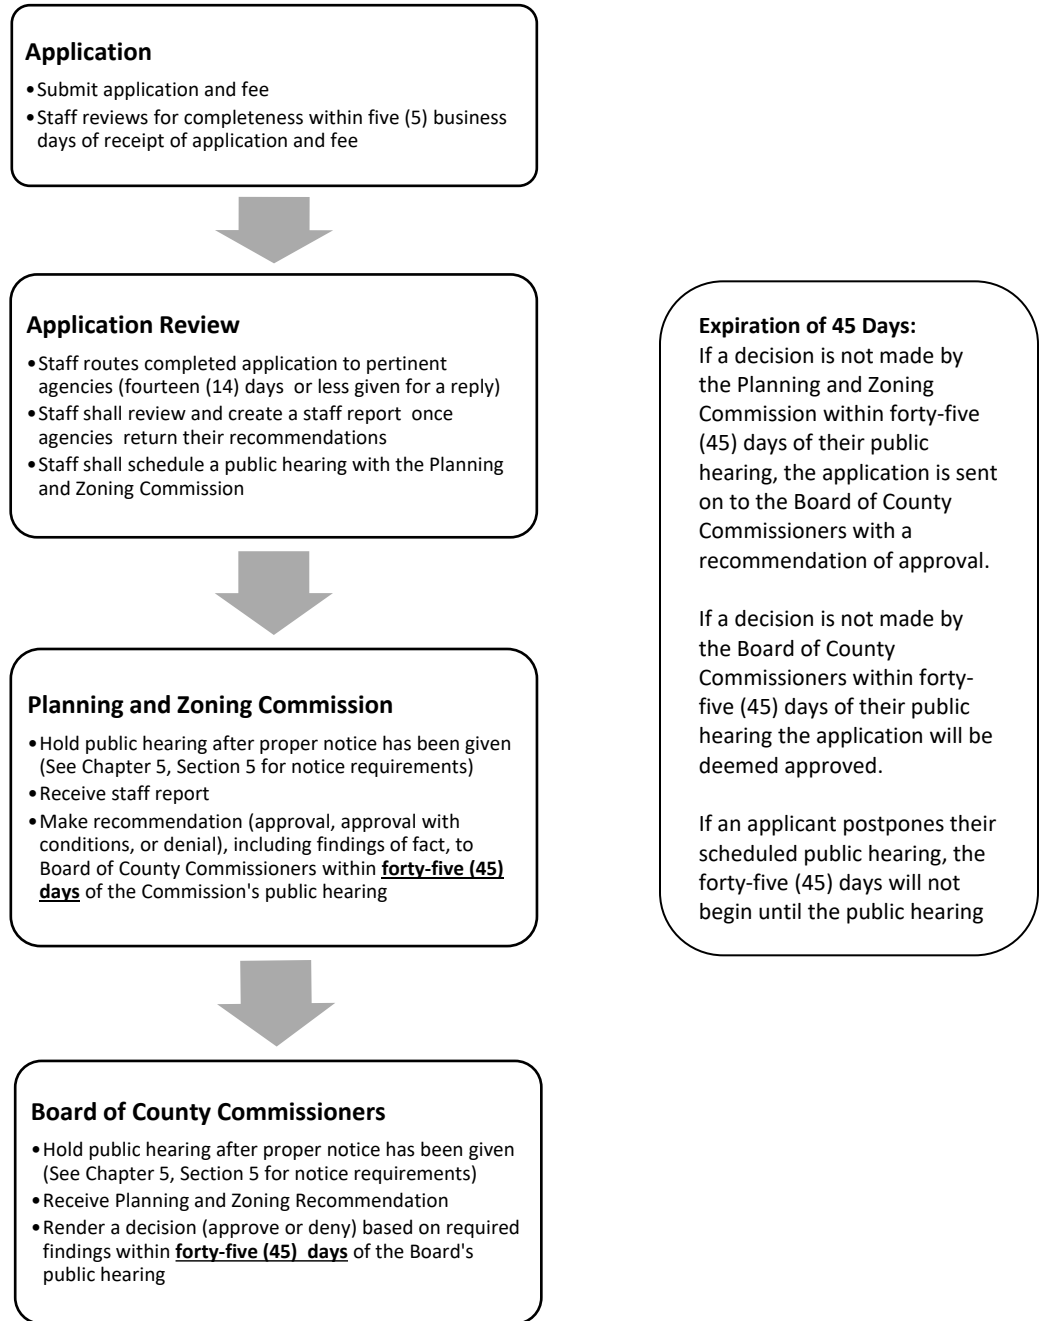 Application
•Submit application and fee
•Staff reviews for completeness within five (5) business
days of receipt of application and fee
Application Review
•Staff routes completed application to pertinent
agencies (fourteen (14) days or less given for a reply)
•Staff shall review and create a staff report once
agencies return their recommendations
•Staff shall schedule a public hearing with the Planning
and Zoning Commission
Planning and Zoning Commission
•Hold public hearing after proper notice has been given
(See Chapter 5, Section 5 for notice requirements)
•Receive staff report
•Make recommendation (approval, approval with
conditions, or denial), including findings of fact, to
Board of County Commissioners within forty-five (45)
days of the Commission's public hearing
Board of County Commissioners
•Hold public hearing after proper notice has been given
(See Chapter 5, Section 5 for notice requirements)
•Receive Planning and Zoning Recommendation
•Render a decision (approve or deny) based on required
findings within forty-five (45) days of the Board's
public hearing
Expiration of 45 Days:
If a decision is not made by
the Planning and Zoning
Commission within forty-five
(45) days of their public
hearing, the application is sent
on to the Board of County
Commissioners with a
recommendation of approval.
If a decision is not made by
the Board of County
Commissioners within forty-
five (45) days of their public
hearing the application will be
deemed approved.
If an applicant postpones their
scheduled public hearing, the
forty-five (45) days will not
begin until the public hearing